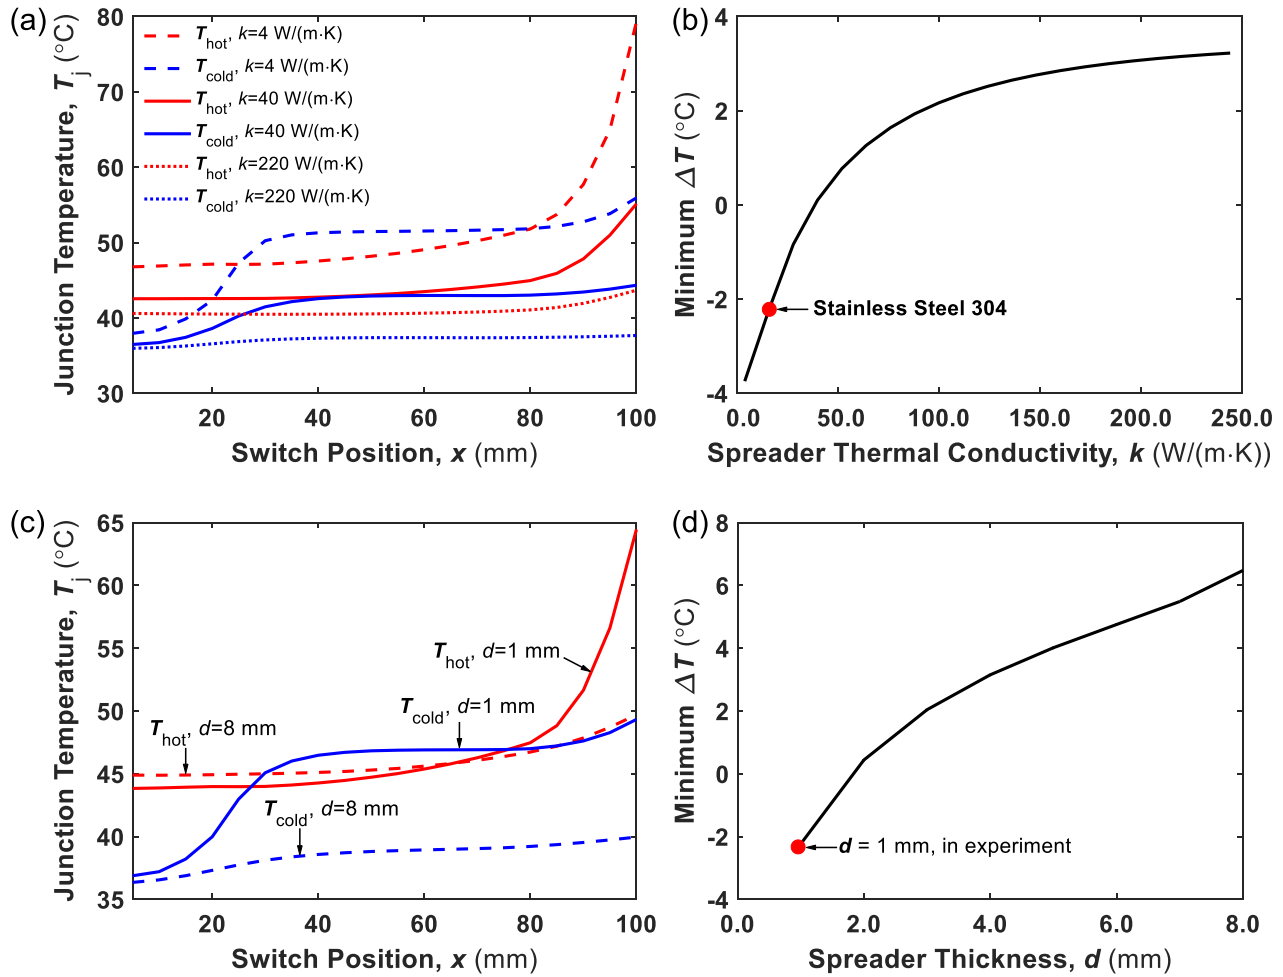 (a)
Junction Temperature, Tj (°C)
80
70
60
50
40
30
Thot, k=4 W/(m·K)
Tcold, k=4 W/(m·K)
Thot, k=40 W/(m·K)
Tcold, k=40 W/(m·K)
Thot, k=220 W/(m·K)
Tcold, k=220 W/(m·K)
20 40 60 80 100
Switch Position, x (mm)
(b)
Minimum ΔT (°C)
4
2
0
-2
-4
Stainless Steel 304
0.0 50.0 100.0 150.0 200.0 250.0
Spreader Thermal Conductivity, k (W/(m·K))
(c)
Junction Temperature, Tj (°C)
65
60
55
50
45
40
35
Thot, d=1 mm
Tcold, d=1 mm
Thot, d=8 mm
Tcold, d=8 mm
20 40 60 80 100
Switch Position, x (mm)
(d)
Minimum ΔT (°C)
8
6
4
2
0
-2
-4
d = 1 mm, in experiment
0.0 2.0 4.0 6.0 8.0
Spreader Thickness, d (mm)